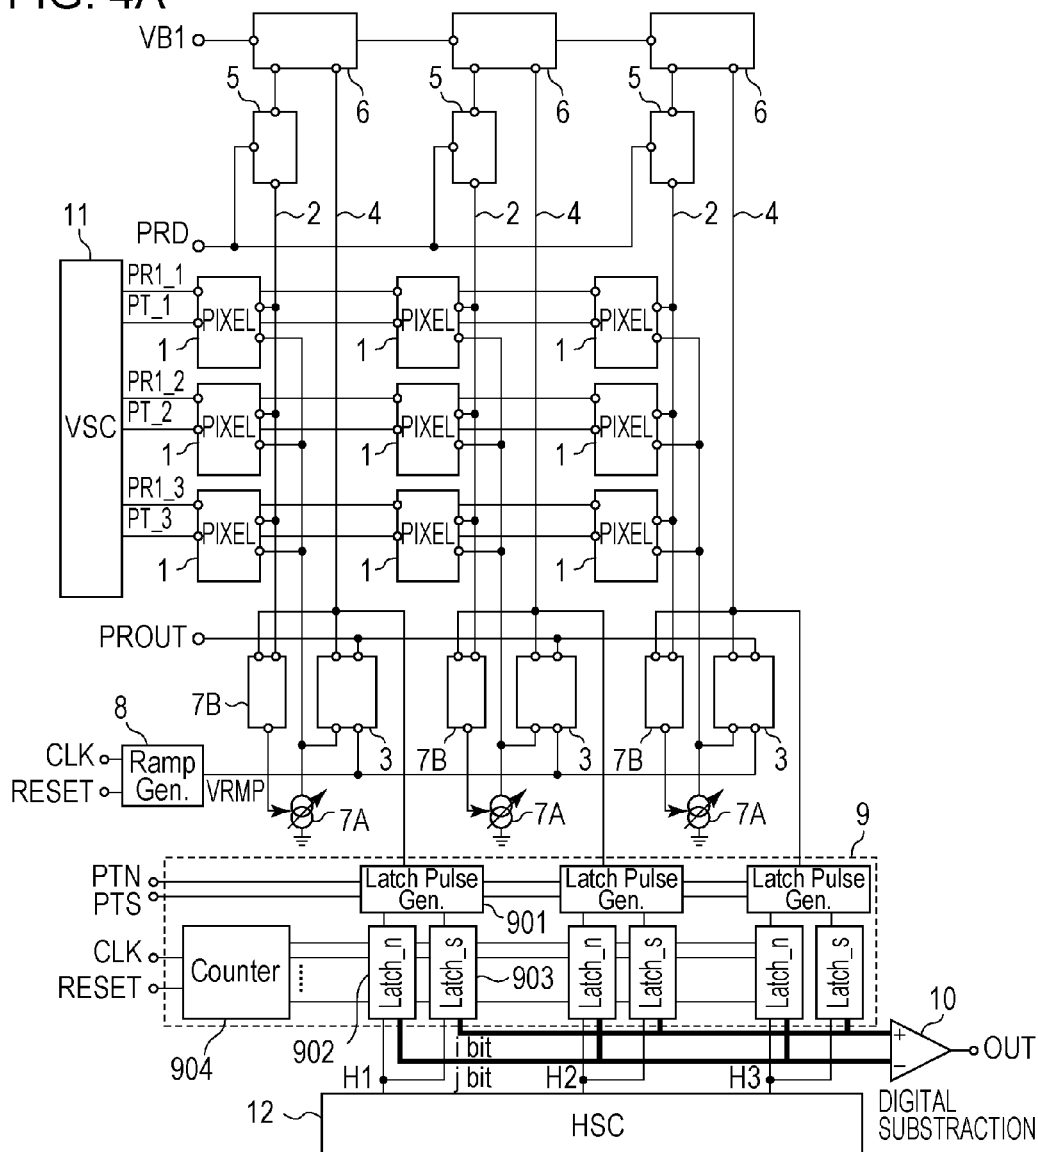 FIG. 4A
VB1
6
6
6
5
5
5
2
4
2
4
2
4
PRD
11
VSC
PR1_1
PT_1
PIXEL
PIXEL
PIXEL
1
1
1
PR1_2
PT_2
PIXEL
PIXEL
PIXEL
1
1
1
PR1_3
PT_3
PIXEL
PIXEL
PIXEL
1
1
1
PROUT
7B
3
7B
3
7B
3
8
CLK
RESET
Ramp
Gen.
VRMP
7A
7A
7A
9
PTN
PTS
Latch Pulse
Gen.
Latch Pulse
Gen.
Latch Pulse
Gen.
901
CLK
RESET
Counter
Latch_n
Latch_s
Latch_n
Latch_s
Latch_n
Latch_s
903
902
904
10
+
−
OUT
j bit
j bit
H1
H2
H3
DIGITAL
SUBSTRACTION
12
HSC